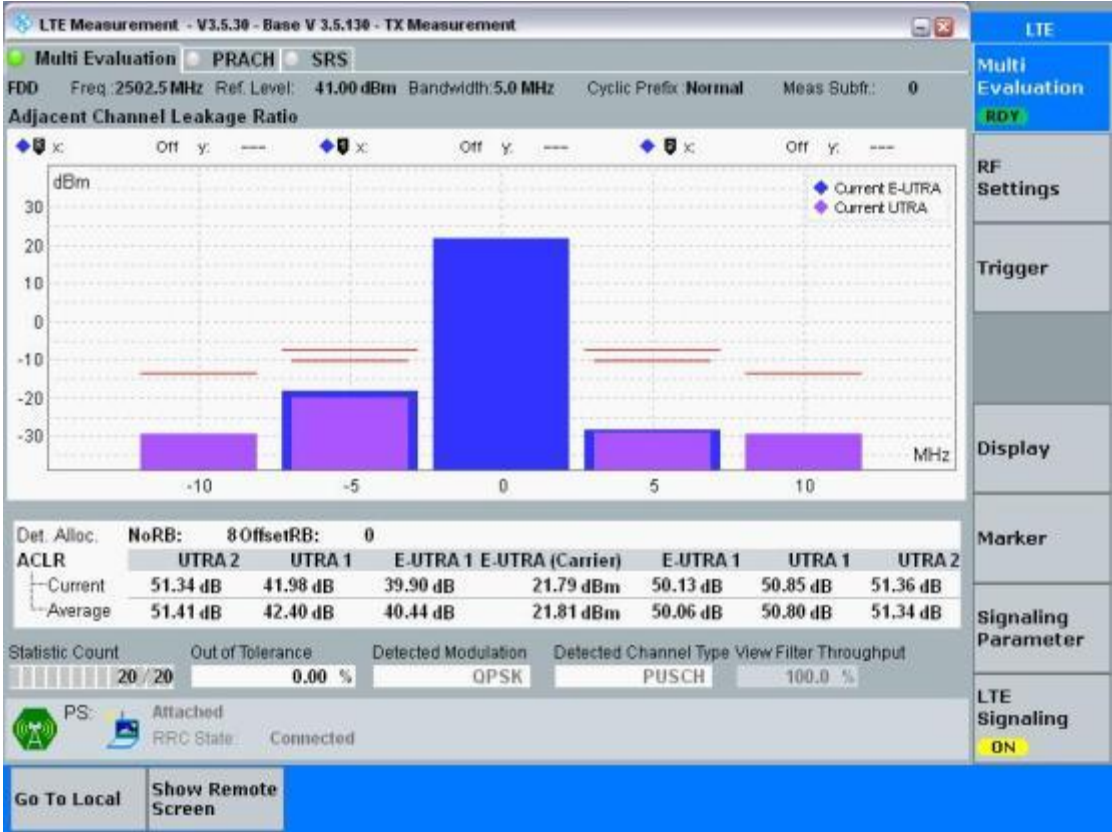 LTE Measurement - V3.5.30 - Base V 3.5.130 - TX Measurement
Multi Evaluation PRACH SRS
FDD Freq.:2502.5 MHz Ref. Level: 41.00 dBm Bandwidth:5.0 MHz Cyclic Prefix :Normal Meas Subfr.: 0
Adjacent Channel Leakage Ratio
x: Off y: --- x: Off y: --- x: Off y: ---
dBm
Current E-UTRA
Current UTRA
30
20
10
0
-10
-20
-30
MHz
-10 -5 0 5 10
Det. Alloc. NoRB: 8 OffsetRB: 0
ACLR UTRA 2 UTRA 1 E-UTRA 1 E-UTRA (Carrier) E-UTRA 1 UTRA 1 UTRA 2
Current 51.34 dB 41.98 dB 39.90 dB 21.79 dBm 50.13 dB 50.85 dB 51.36 dB
Average 51.41 dB 42.40 dB 40.44 dB 21.81 dBm 50.06 dB 50.80 dB 51.34 dB
Statistic Count Out of Tolerance Detected Modulation Detected Channel Type View Filter Throughput
20 / 20 0.00 % QPSK PUSCH 100.0 %
PS: Attached
RRC State: Connected
LTE
Multi
Evaluation
RDY
RF
Settings
Trigger
Display
Marker
Signaling
Parameter
LTE
Signaling
ON
Go To Local
Show Remote
Screen